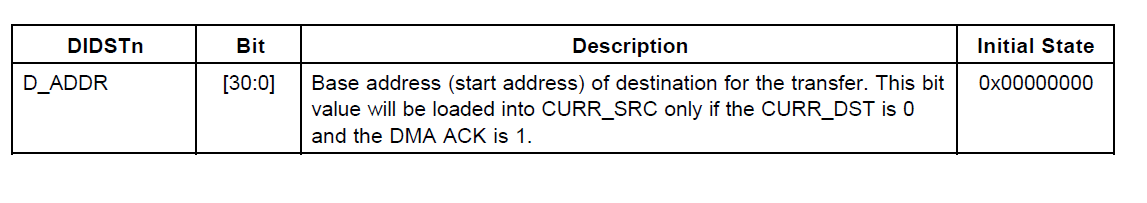 DIDSTn Bit Description Initial State
D_ADDR [30:0] Base address (start address) of destination for the transfer. This bit 0x00000000
value will be loaded into CURR_SRC only if the CURR_DST is 0
and the DMA ACK is 1.